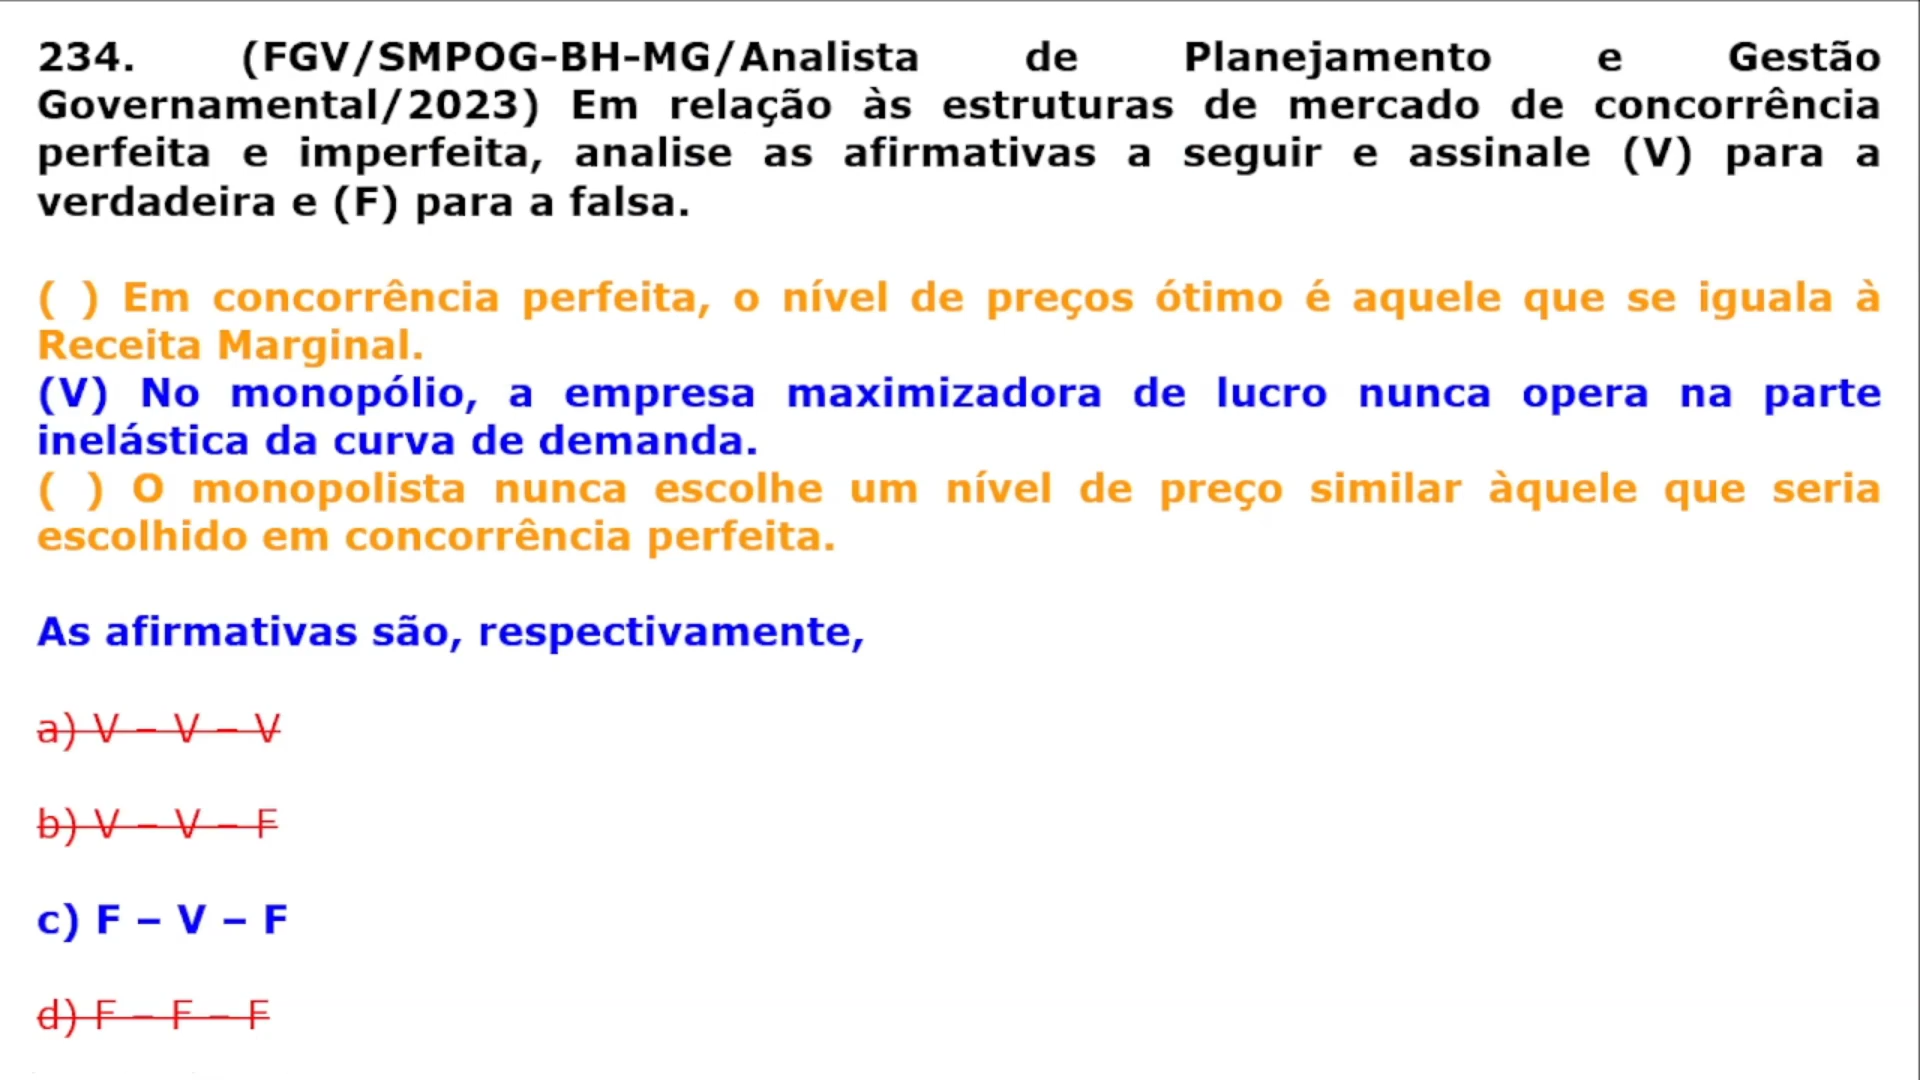 234. (FGV/SMPOG-BH-MG/Analista de Planejamento e Gestão
Governamental/2023) Em relação às estruturas de mercado de concorrência
perfeita e imperfeita, analise as afirmativas a seguir e assinale (V) para a
verdadeira e (F) para a falsa.
( ) Em concorrência perfeita, o nível de preços ótimo é aquele que se iguala à
Receita Marginal.
(V) No monopólio, a empresa maximizadora de lucro nunca opera na parte
inelástica da curva de demanda.
( ) O monopolista nunca escolhe um nível de preço similar àquele que seria
escolhido em concorrência perfeita.
As afirmativas são, respectivamente,
a) V – V – V
b) V – V – F
c) F – V – F
d) F – F – F